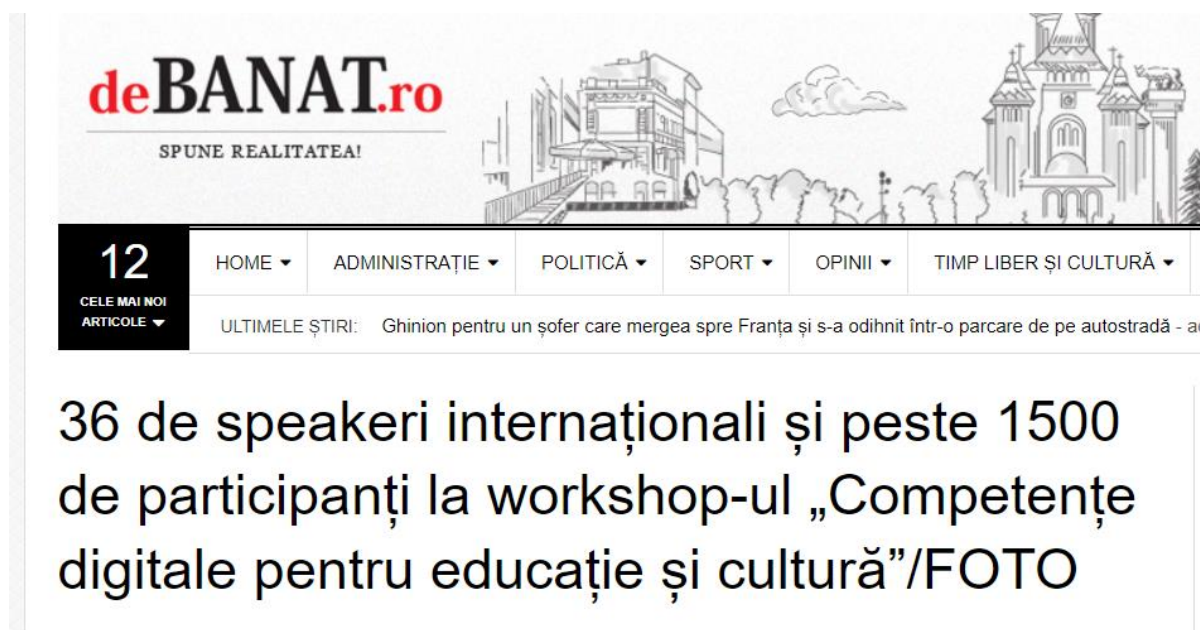 deBANAT.ro
SPUNE REALITATEA!
12
CELE MAI NOI
ARTICOLE
HOME
ADMINISTRAȚIE
POLITICĂ
SPORT
OPINII
TIMP LIBER ȘI CULTURĂ
ULTIMELE ȘTIRI: Ghinion pentru un șofer care mergea spre Franța și s-a odihnit într-o parcare de pe autostradă -
36 de speakeri internaționali și peste 1500
de participanți la workshop-ul „Competențe
digitale pentru educație și cultură”/FOTO